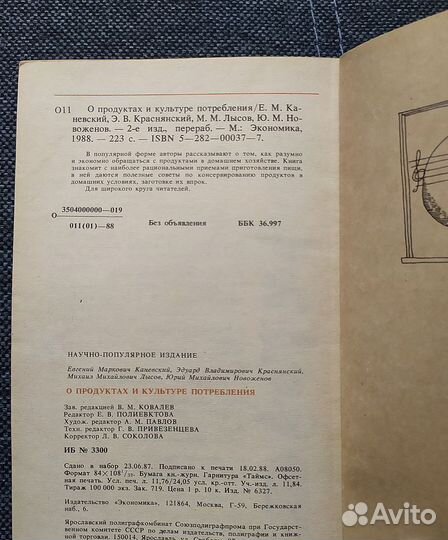 О11 О продуктах и культуре потребления/Е. М. Ка-
невский, Э. В. Краснянский, М. М. Лысов, Ю. М. Но-
воженов. — 2-е изд., перераб. — М.: Экономика,
1988. — 223 с. — ISBN 5—282—00037—7.
В популярной форме авторы рассказывают о том, как разумно
и экономно обращаться с продуктами в домашнем хозяйстве. Книга
знакомит с наиболее рациональными приемами приготовления пищи,
в ней даются полезные советы по консервированию продуктов в
домашних условиях, заготовке их впрок.
Для широкого круга читателей.
О 3504000000—019
011(01)—88
Без объявления
ББК 36.997
НАУЧНО-ПОПУЛЯРНОЕ ИЗДАНИЕ
Евгений Маркович Каневский, Эдуард Владимирович Краснянский,
Михаил Михайлович Лысов, Юрий Михайлович Новоженов
О ПРОДУКТАХ И КУЛЬТУРЕ ПОТРЕБЛЕНИЯ
Зав. редакцией В. М. КОВАЛЕВ
Редактор Е. В. ПОЛИЕВКТОВА
Худож. редактор А. М. ПАВЛОВ
Техн. редактор Г. В. ПРИВЕЗЕНЦЕВА
Корректор Л. В. СОКОЛОВА
ИБ № 3300
Сдано в набор 23.06.87. Подписано к печати 18.02.88. А08050.
Формат 84×108¹/₃₂. Бумага кн.-журн. Гарнитура «Таймс». Офсет-
ная печать. Усл. печ. л. 11,76/24,05 усл. кр.-отт. Уч.-изд. л. 11,84.
Тираж 100 000 экз. Зак. 719. Цена 1 р. 10 к. Изд. № 6327.
Издательство «Экономика», 121864, Москва, Г-59, Бережковская
наб., 6.
Ярославский полиграфкомбинат Союзполиграфпрома при Государ-
ственном комитете СССР по делам издательств, полиграфии и книж-
ной торговли. 150014, Ярославль,
Avito